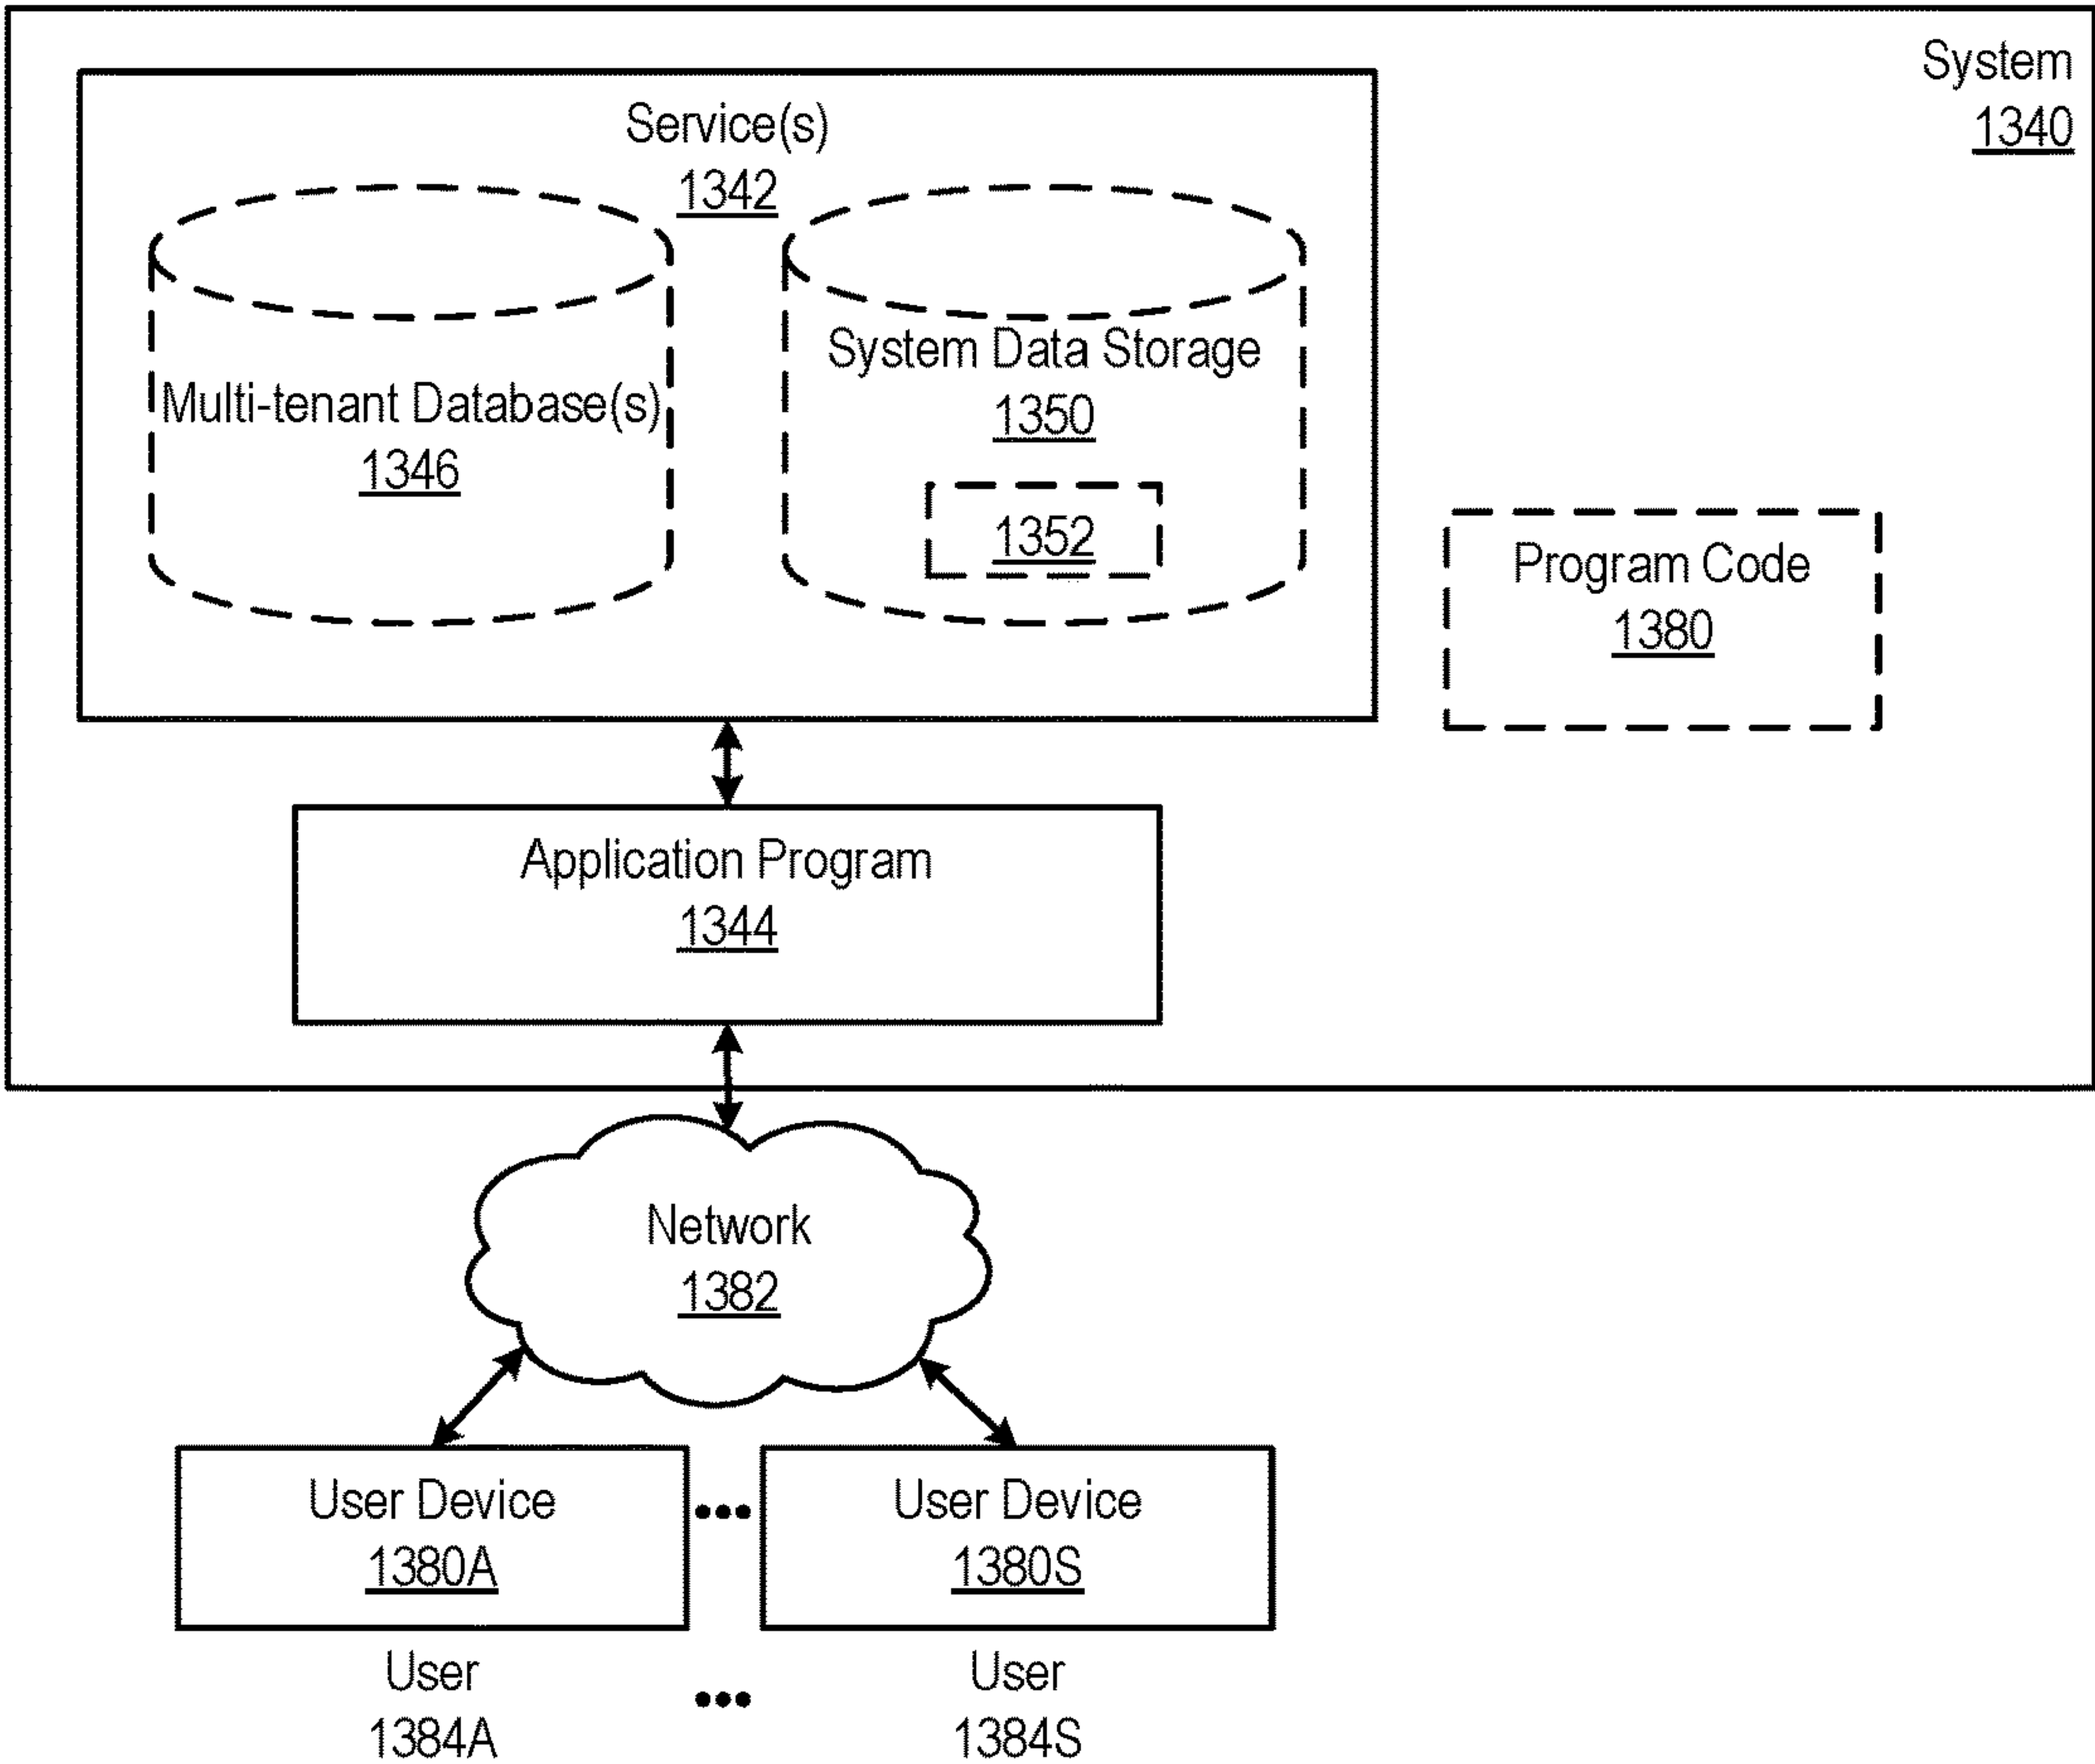 System
1340
Service(s)
1342
Multi-tenant Database(s)
1346
System Data Storage
1350
1352
Program Code
1380
Application Program
1344
Network
1382
User Device
1380A
•••
User Device
1380S
User
1384A
•••
User
1384S